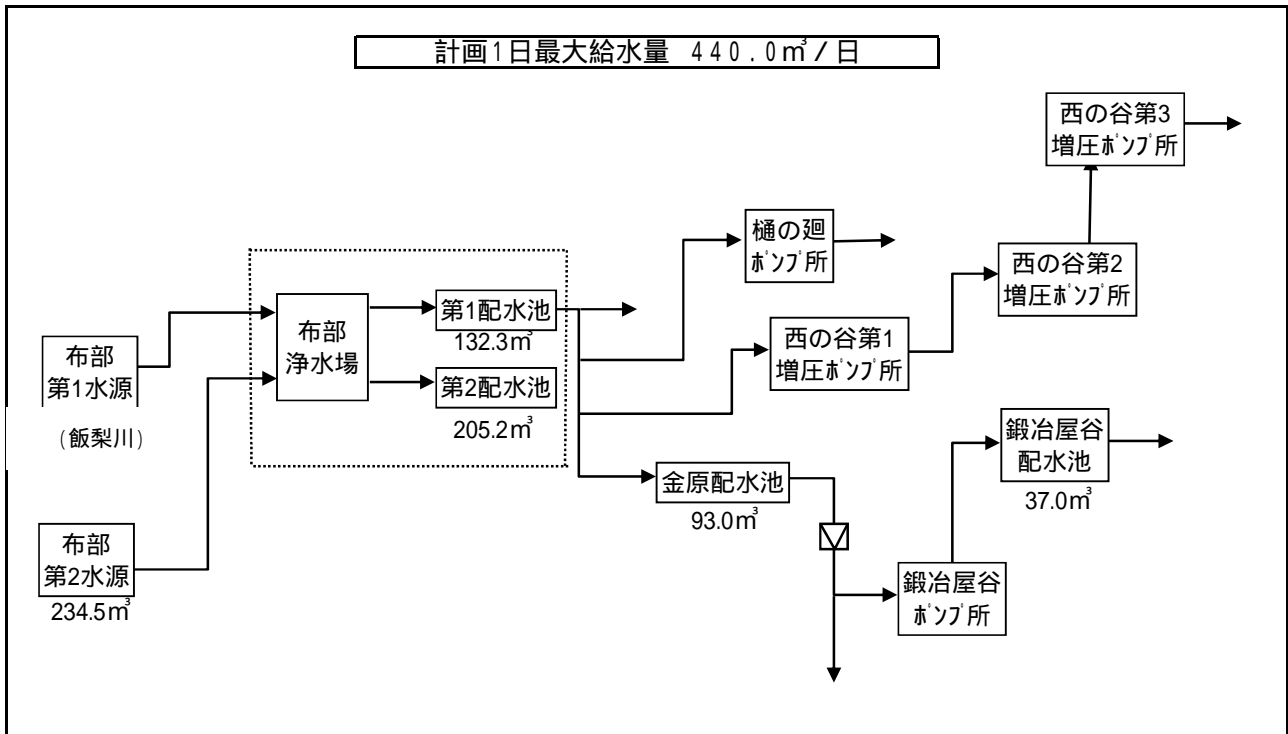 計画1日最大給水量 440.0㎥/日
西の谷第3
増圧ﾎﾟﾝﾌﾟ所
樋の廻
ﾎﾟﾝﾌﾟ所
西の谷第2
増圧ﾎﾟﾝﾌﾟ所
第1配水池
132.3㎥
布部
浄水場
西の谷第1
増圧ﾎﾟﾝﾌﾟ所
布部
第1水源
(飯梨川)
第2配水池
205.2㎥
鍛冶屋谷
配水池
37.0㎥
金原配水池
93.0㎥
布部
第2水源
234.5㎥
鍛冶屋谷
ﾎﾟﾝﾌﾟ所